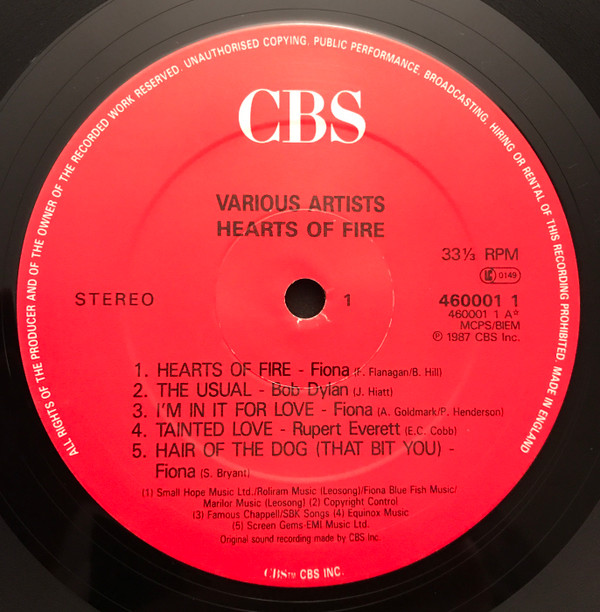 ALL RIGHTS OF THE PRODUCER AND OF THE OWNER OF THE RECORDED WORK RESERVED. UNAUTHORISED COPYING, PUBLIC PERFORMANCE, BROADCASTING, HIRING OR RENTAL OF THIS RECORDING PROHIBITED. MADE IN ENGLAND
CBS
VARIOUS ARTISTS
HEARTS OF FIRE
33⅓ RPM
LC 0149
STEREO 1 460001 1
460001 1 A*
MCPS/BIEM
℗ 1987 CBS Inc.
1. HEARTS OF FIRE - Fiona (F. Flanagan/B. Hill)
2. THE USUAL - Bob Dylan (J. Hiatt)
3. I'M IN IT FOR LOVE - Fiona (A. Goldmark/P. Henderson)
4. TAINTED LOVE - Rupert Everett (E.C. Cobb)
5. HAIR OF THE DOG (THAT BIT YOU) -
Fiona (S. Bryant)
(1) Small Hope Music Ltd./Roliram Music (Leosong)/Fiona Blue Fish Music/
Marilor Music (Leosong) (2) Copyright Control
(3) Famous Chappell/SBK Songs (4) Equinox Music
(5) Screen Gems-EMI Music Ltd.
Original sound recording made by CBS Inc.
CBS™ CBS INC.